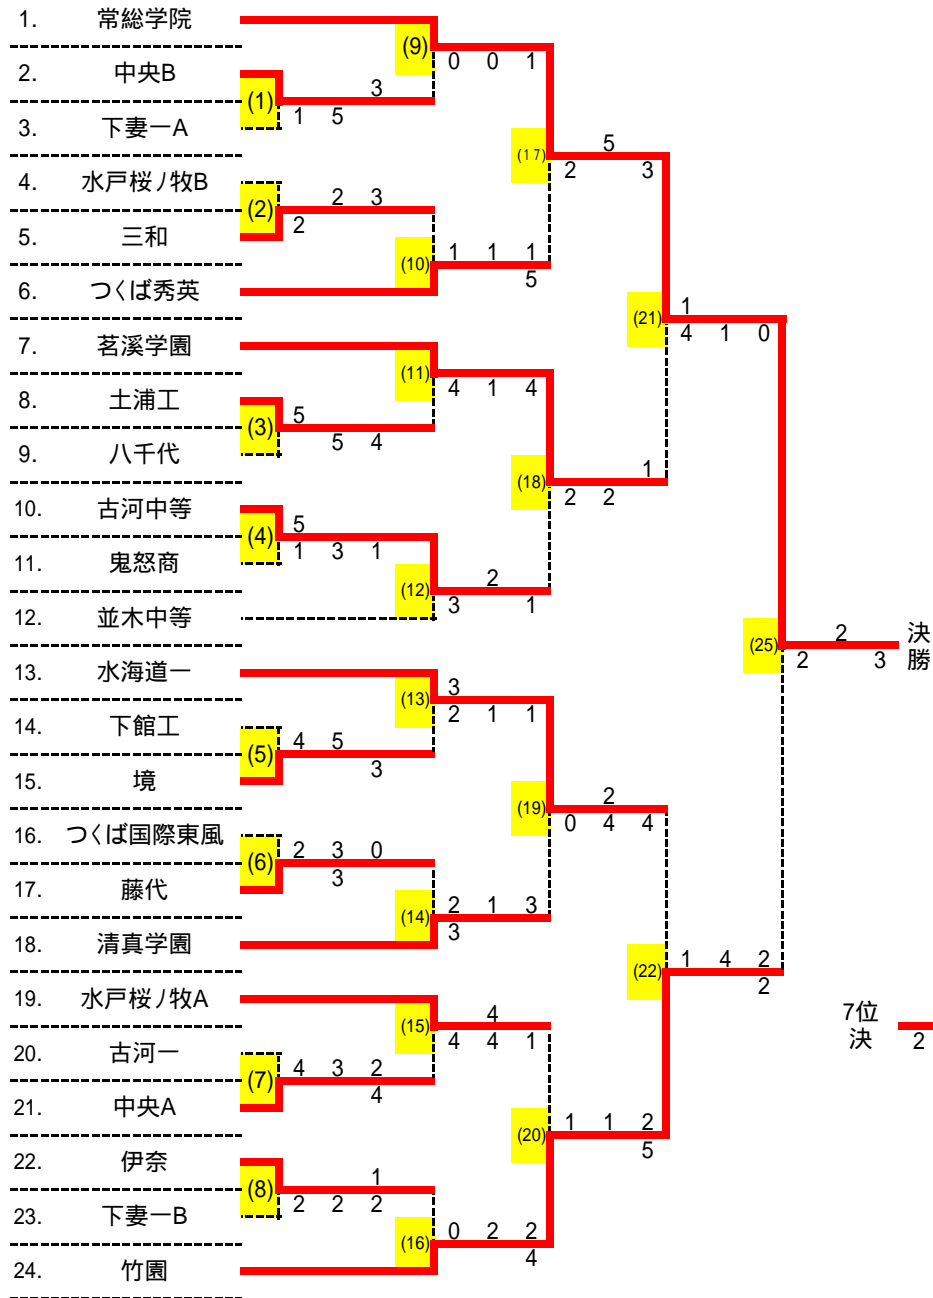 1. 常総学院
(9)
0 0 1
2. 中央B
3
(1)
1 5
3. 下妻一A
5
(17)
2 3
4. 水戸桜ノ牧B
2 3
(2)
2
5. 三和
1 1 1
(10)
5
6. つくば秀英
1
(21)
4 1 0
7. 茗溪学園
(11)
4 1 4
8. 土浦工
5
(3)
5 4
9. 八千代
1
(18)
2 2
10. 古河中等
5
(4)
1 3 1
11. 鬼怒商
2
(12)
3 1
12. 並木中等
2
(25)
2 3
決勝
13. 水海道一
3
(13)
2 1 1
14. 下館工
4 5
(5)
3
15. 境
2
(19)
0 4 4
16. つくば国際東風
2 3 0
(6)
3
17. 藤代
2 1 3
(14)
3
18. 清真学園
1 4 2
(22)
2
19. 水戸桜ノ牧A
4
(15)
4 4 1
7位決
2
20. 古河一
4 3 2
(7)
4
21. 中央A
1 1 2
(20)
5
22. 伊奈
1
(8)
2 2 2
23. 下妻一B
0 2 2
(16)
4
24. 竹園